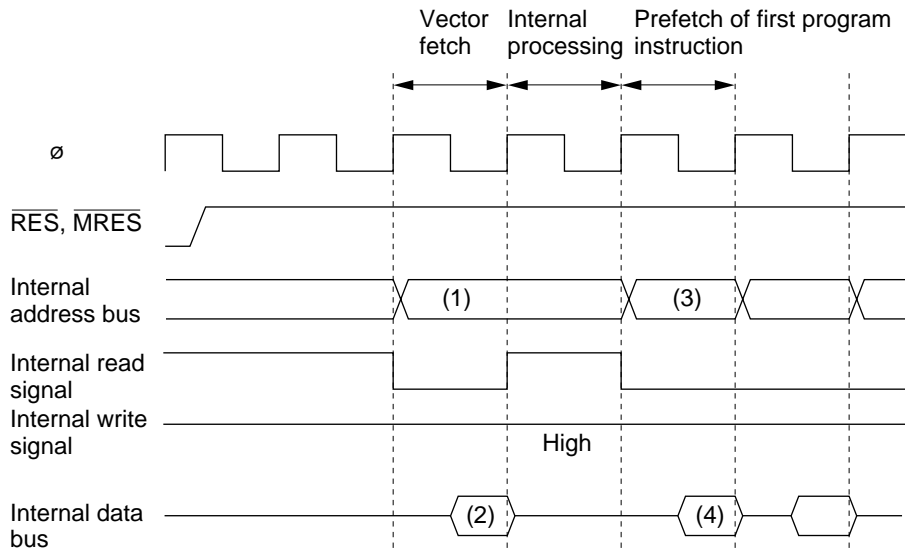 Vector
fetch
Internal
processing
Prefetch of first program
instruction
ø
RES, MRES
Internal
address bus
(1)
(3)
Internal read
signal
Internal write
signal
High
Internal data
bus
(2)
(4)